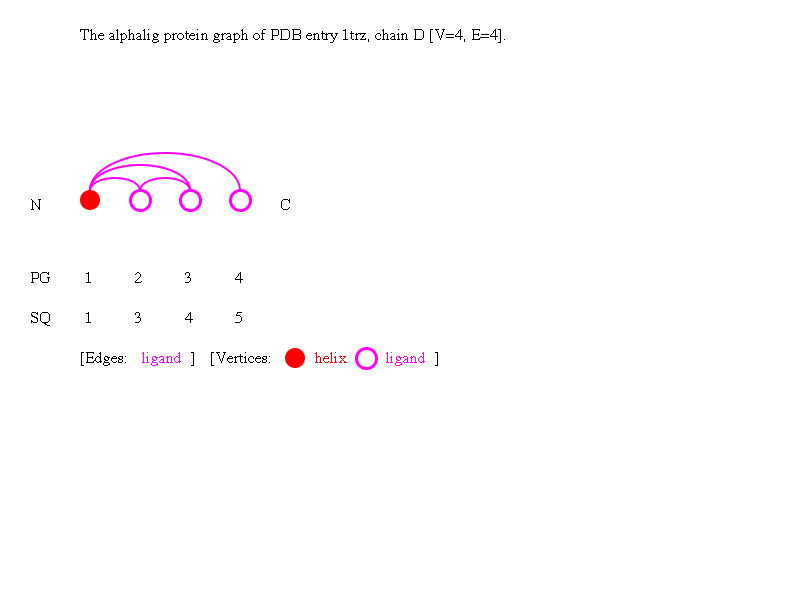 The alphalig protein graph of PDB entry 1trz, chain D [V=4, E=4].
N C
PG 1 2 3 4
SQ 1 3 4 5
[Edges: ligand ] [Vertices: helix ligand ]